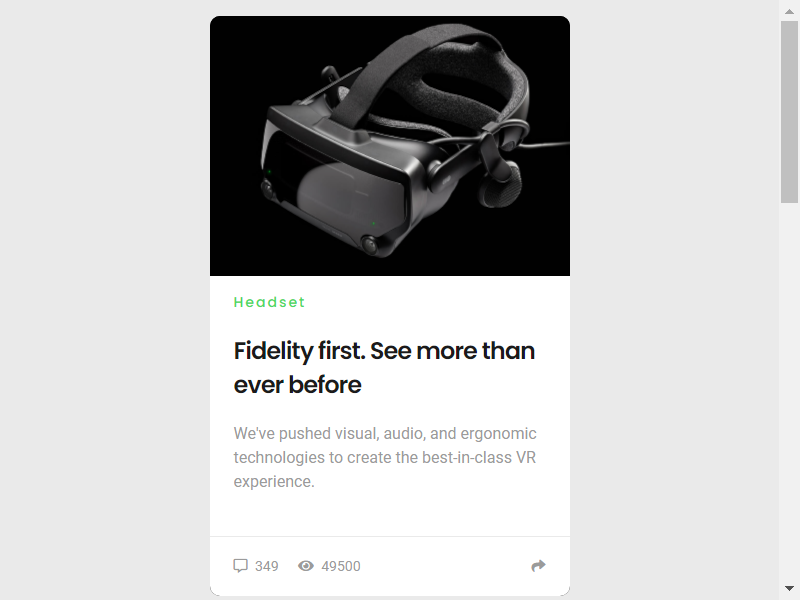 Headset
Fidelity first. See more than
ever before
We've pushed visual, audio, and ergonomic
technologies to create the best-in-class VR
experience.
349 49500